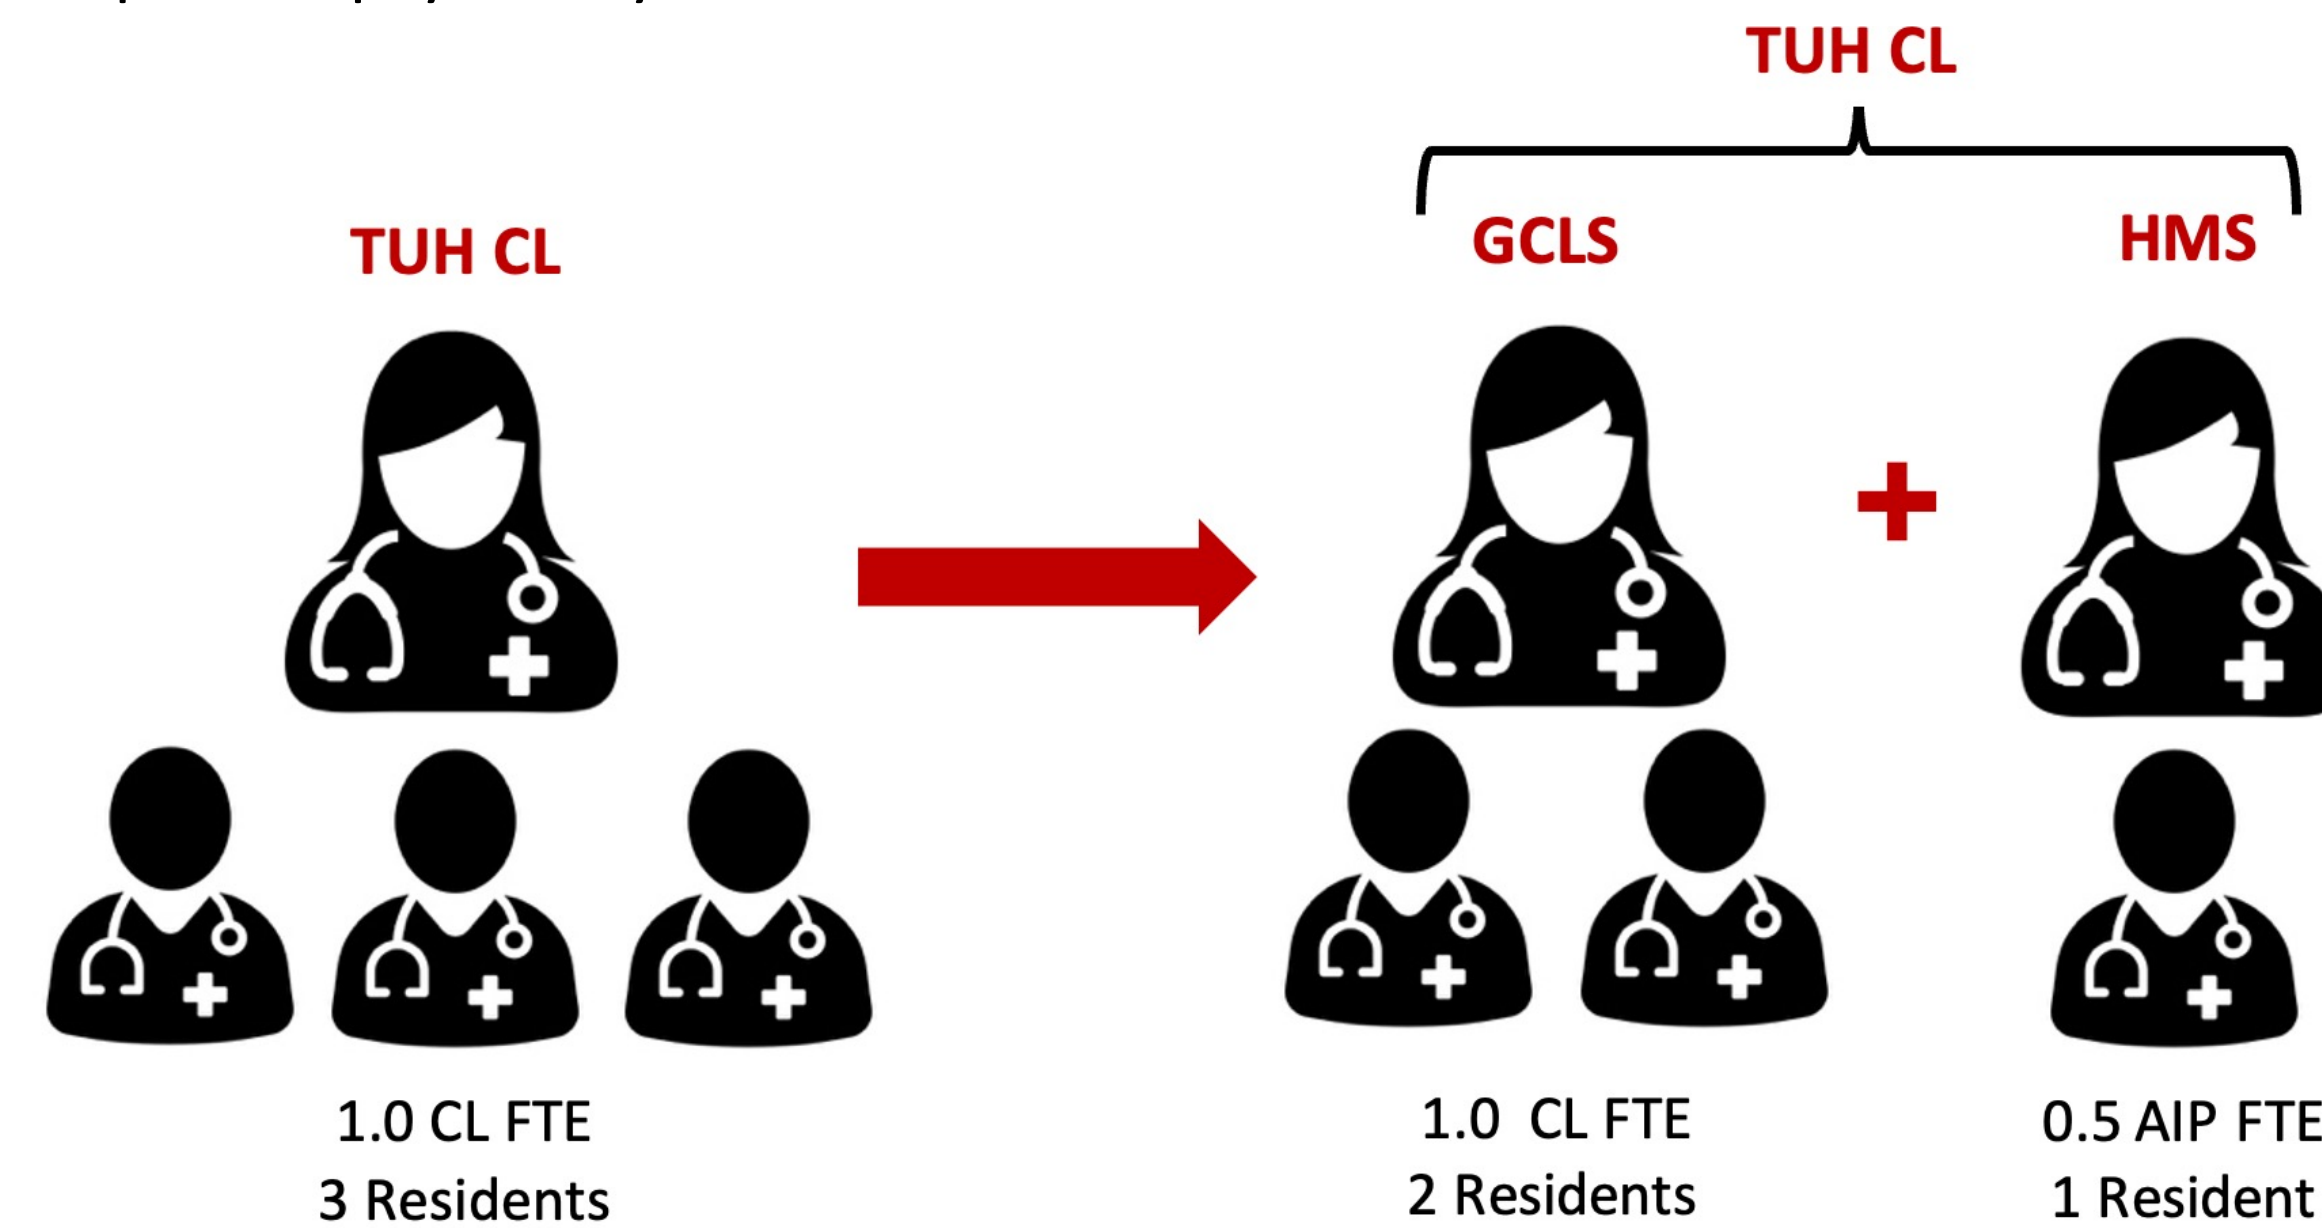 TUH CL
1.0 CL FTE
3 Residents
TUH CL
GCLS
HMS
1.0 CL FTE
2 Residents
0.5 AIP FTE
1 Resident